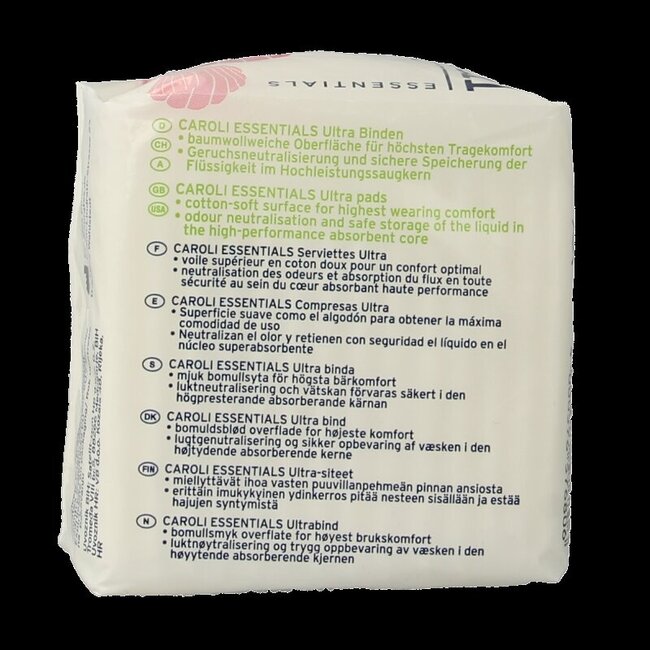 ESSENTIALS
D CAROLI ESSENTIALS Ultra Binden
CH • baumwollweiche Oberfläche für höchsten Tragekomfort
• Geruchsneutralisierung und sichere Speicherung der
A Flüssigkeit im Hochleistungssaugkern
GB CAROLI ESSENTIALS Ultra pads
USA • cotton-soft surface for highest wearing comfort
• odour neutralisation and safe storage of the liquid in
the high-performance absorbent core
F CAROLI ESSENTIALS Serviettes Ultra
• voile supérieur en coton doux pour un confort optimal
• neutralisation des odeurs et absorption du flux en toute
sécurité au sein du cœur absorbant haute performance
E CAROLI ESSENTIALS Compresas Ultra
• Superficie suave como el algodón para obtener la máxima
comodidad de uso
• Neutralizan el olor y retienen con seguridad el líquido en el
núcleo superabsorbente
S CAROLI ESSENTIALS Ultra binda
• mjuk bomullsyta för högsta bärkomfort
• luktneutralisering och vätskan förvaras säkert i den
högpresterande absorberande kärnan
DK CAROLI ESSENTIALS Ultra bind
• bomuldsblød overflade for højeste komfort
• lugtgenutralisering og sikker opbevaring af væsken i den
højtydende absorberende kerne
FIN CAROLI ESSENTIALS Ultra-siteet
• miellyttävät ihoa vasten puuvillanpehmeän pinnan ansiosta
• erittäin imukykyinen ydinkerros pitää nesteen sisällään ja estää
hajujen syntymistä
N CAROLI ESSENTIALS Ultrabind
• bomullsmyk overflate for høyest brukskomfort
• luktnøytralisering og trygg oppbevaring av væsken i den
høyytende absorberende kjernen
HR